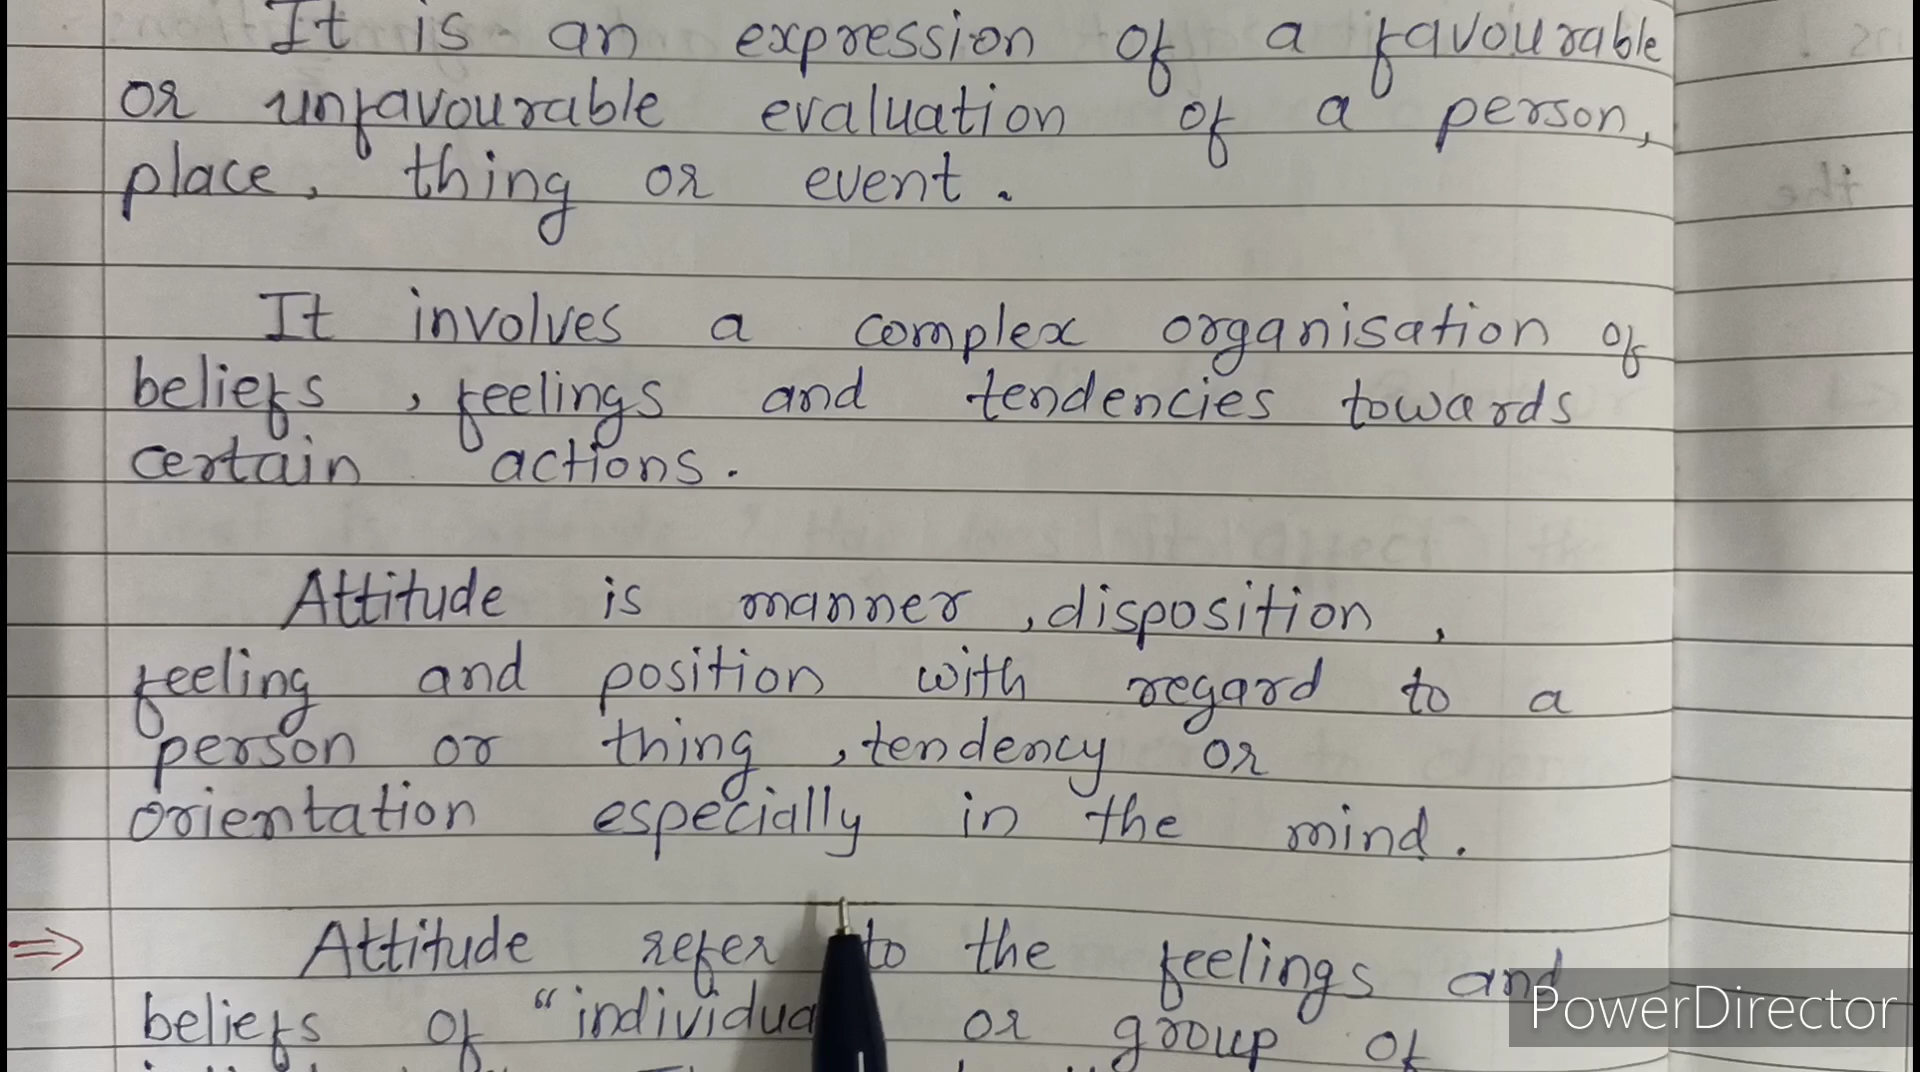 It is an expression of a favourable
or unfavourable evaluation of a person,
place, thing or event.
It involves a complex organisation of
beliefs, feelings and tendencies towards
certain actions.
Attitude is manner, disposition,
feeling and position with regard to a
person or thing, tendency or
orientation especially in the mind.
⇒ Attitude refer to the feelings and
beliefs of "individua or group of
PowerDirector